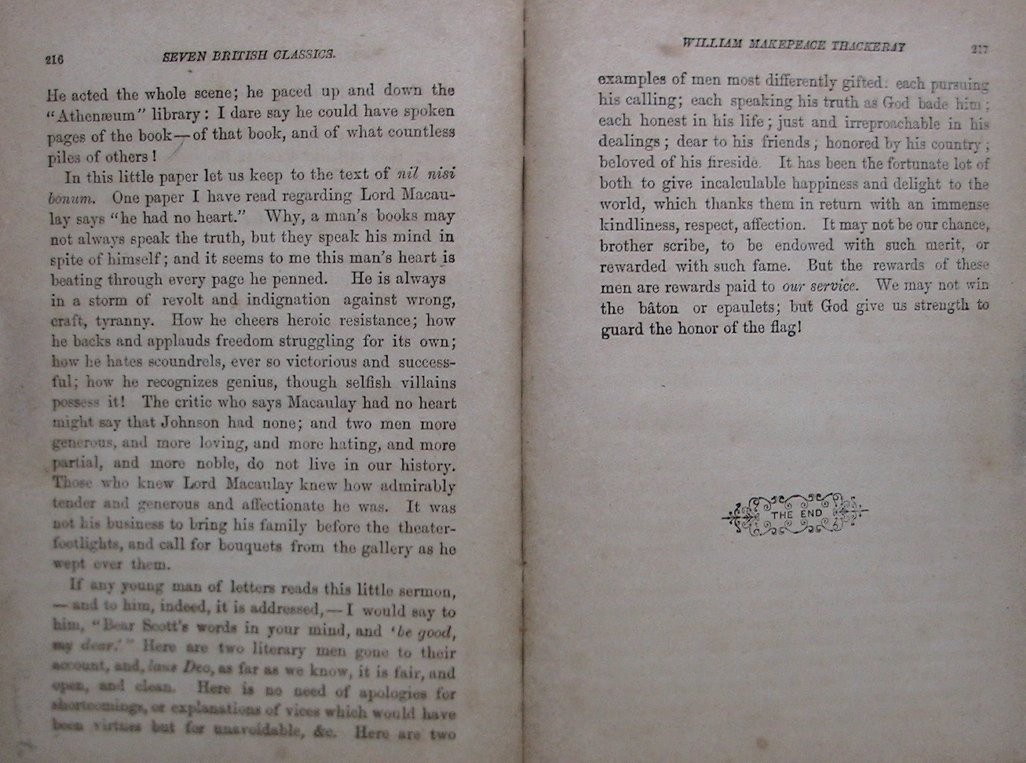 216
SEVEN BRITISH CLASSICS.
He acted the whole scene; he paced up and down the
"Athenæum" library: I dare say he could have spoken
pages of the book—of that book, and of what countless
piles of others!
In this little paper let us keep to the text of nil nisi
bonum. One paper I have read regarding Lord Macau-
lay says "he had no heart." Why, a man's books may
not always speak the truth, but they speak his mind in
spite of himself; and it seems to me this man's heart is
beating through every page he penned. He is always
in a storm of revolt and indignation against wrong,
craft, tyranny. How he cheers heroic resistance; how
he backs and applauds freedom struggling for its own;
how he hates scoundrels, ever so victorious and success-
ful; how he recognizes genius, though selfish villains
possess it! The critic who says Macaulay had no heart
might say that Johnson had none; and two men more
generous, and more loving, and more hating, and more
partial, and more noble, do not live in our history.
Those who knew Lord Macaulay knew how admirably
tender and generous and affectionate he was. It was
not his business to bring his family before the theater-
footlights, and call for bouquets from the gallery as he
wept over them.
If any young man of letters reads this little sermon,
—and to him, indeed, it is addressed,—I would say to
him, "Bear Scott's words in your mind, and 'be good,
my dear.'" Here are two literary men gone to their
account, and, laus Deo, as far as we know, it is fair, and
open, and clean. Here is no need of apologies for
shortcomings, or explanations of vices which would have
been virtues but for unavoidable, &c. Here are two
WILLIAM MAKEPEACE THACKERAY
217
examples of men most differently gifted: each pursuing
his calling; each speaking his truth as God bade him;
each honest in his life; just and irreproachable in his
dealings; dear to his friends; honored by his country;
beloved of his fireside. It has been the fortunate lot of
both to give incalculable happiness and delight to the
world, which thanks them in return with an immense
kindliness, respect, affection. It may not be our chance,
brother scribe, to be endowed with such merit, or
rewarded with such fame. But the rewards of these
men are rewards paid to our service. We may not win
the bâton or epaulets; but God give us strength to
guard the honor of the flag!
THE END